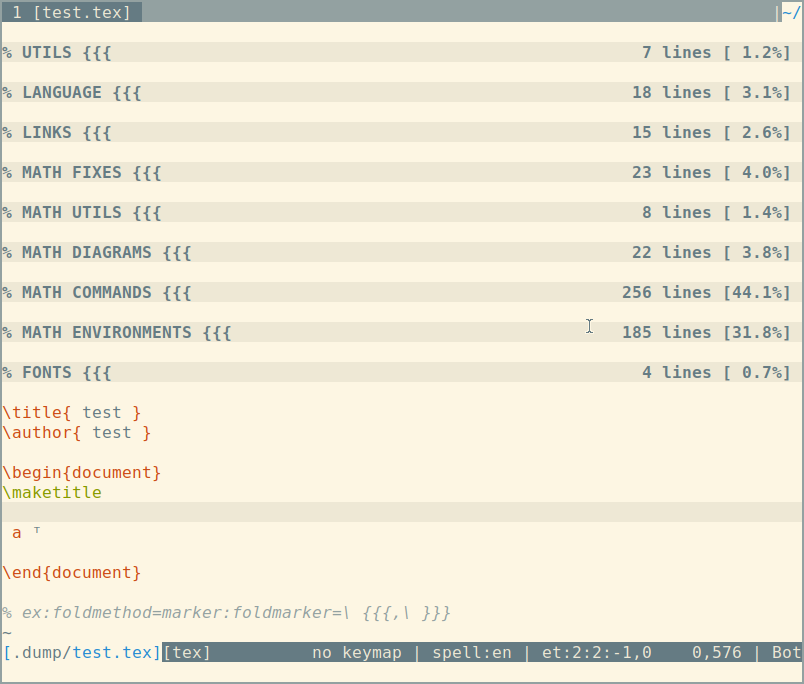 1 [test.tex] |~/
% UTILS {{{ 7 lines [ 1.2%]
% LANGUAGE {{{ 18 lines [ 3.1%]
% LINKS {{{ 15 lines [ 2.6%]
% MATH FIXES {{{ 23 lines [ 4.0%]
% MATH UTILS {{{ 8 lines [ 1.4%]
% MATH DIAGRAMS {{{ 22 lines [ 3.8%]
% MATH COMMANDS {{{ 256 lines [44.1%]
% MATH ENVIRONMENTS {{{ 185 lines [31.8%]
% FONTS {{{ 4 lines [ 0.7%]
\title{ test }
\author{ test }
\begin{document}
\maketitle
a ᵀ
\end{document}
% ex:foldmethod=marker:foldmarker=\ {{{,\ }}}
~
[.dump/test.tex][tex] no keymap | spell:en | et:2:2:-1,0 0,576 | Bot